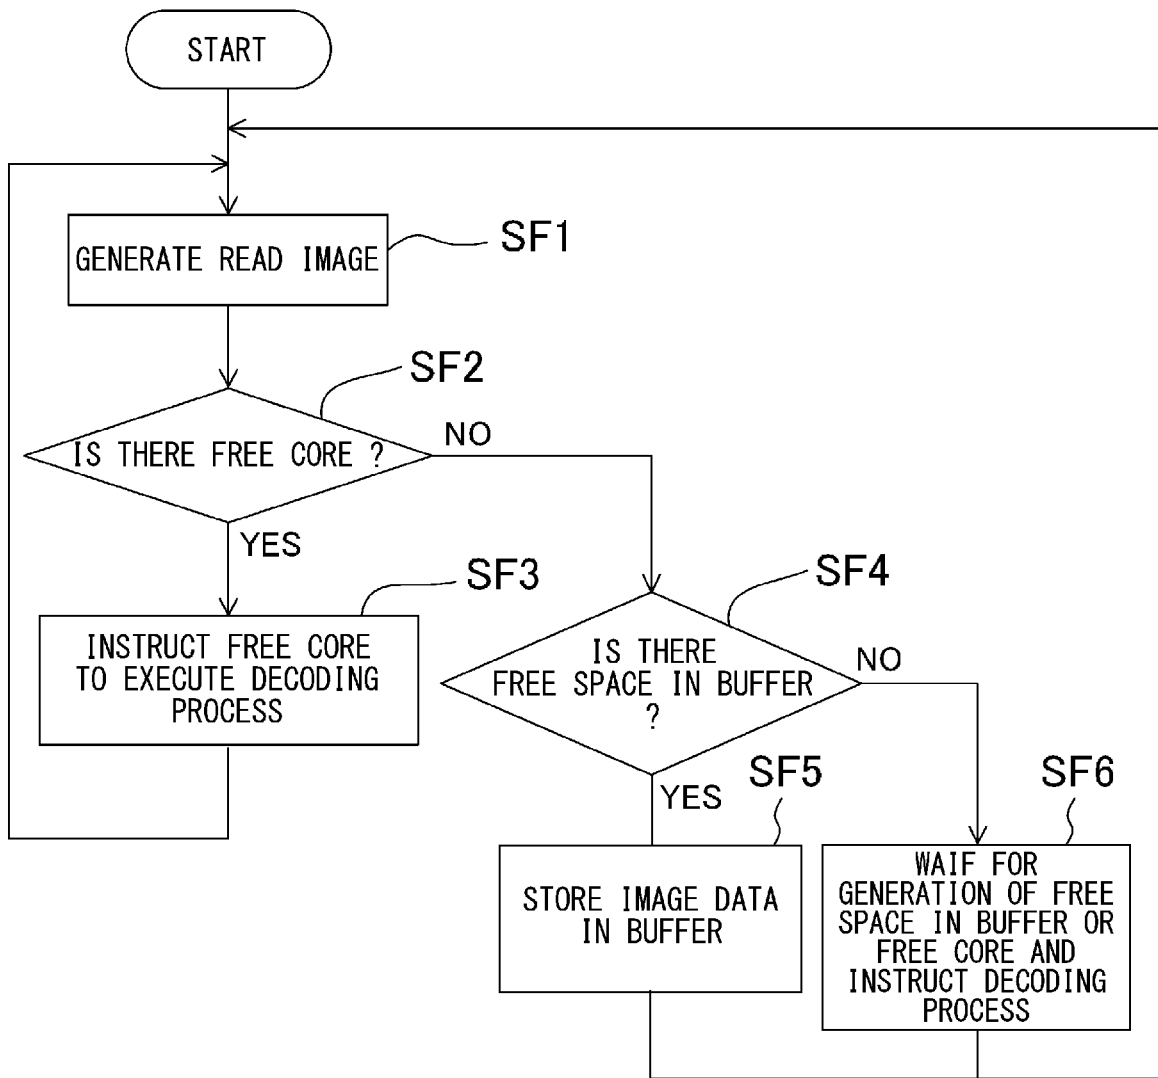 START
GENERATE READ IMAGE
SF1
SF2
IS THERE FREE CORE ?
NO
YES
SF3
INSTRUCT FREE CORE
TO EXECUTE DECODING
PROCESS
SF4
IS THERE
FREE SPACE IN BUFFER
?
NO
YES
SF5
STORE IMAGE DATA
IN BUFFER
SF6
WAIF FOR
GENERATION OF FREE
SPACE IN BUFFER OR
FREE CORE AND
INSTRUCT DECODING
PROCESS